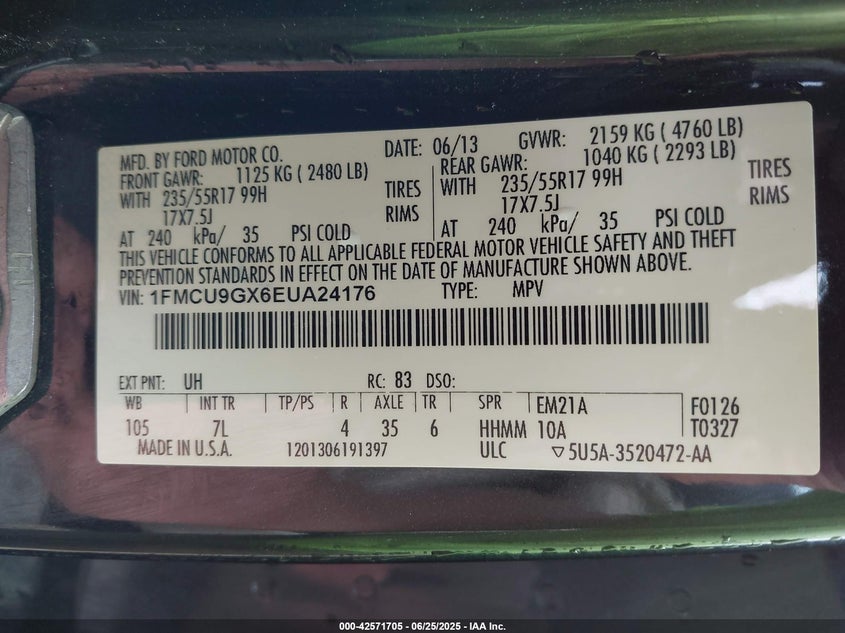 MFD. BY FORD MOTOR CO. DATE: 06/13 GVWR: 2159 KG ( 4760 LB)
FRONT GAWR: 1125 KG ( 2480 LB) REAR GAWR: 1040 KG ( 2293 LB)
WITH 235/55R17 99H TIRES WITH 235/55R17 99H TIRES
17X7.5J RIMS 17X7.5J RIMS
AT 240 kPa/ 35 PSI COLD AT 240 kPa/ 35 PSI COLD
THIS VEHICLE CONFORMS TO ALL APPLICABLE FEDERAL MOTOR VEHICLE SAFETY AND THEFT
PREVENTION STANDARDS IN EFFECT ON THE DATE OF MANUFACTURE SHOWN ABOVE.
VIN: 1FMCU9GX6EUA24176 TYPE: MPV
EXT PNT: UH RC: 83 DSO:
WB INT TR TP/PS R AXLE TR SPR EM21A F0126
105 7L 4 35 6 HHMM 10A T0327
MADE IN U.S.A. 1201306191397 ULC ▽5U5A-3520472-AA
000-42571705 - 06/25/2025 - IAA Inc.